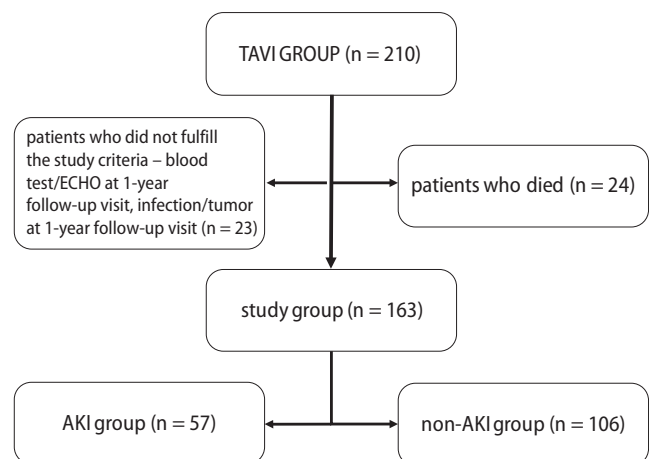 TAVI GROUP (n = 210)
patients who did not fulfill
the study criteria – blood
test/ECHO at 1-year
follow-up visit, infection/tumor
at 1-year follow-up visit (n = 23)
patients who died (n = 24)
study group (n = 163)
AKI group (n = 57)
non-AKI group (n = 106)